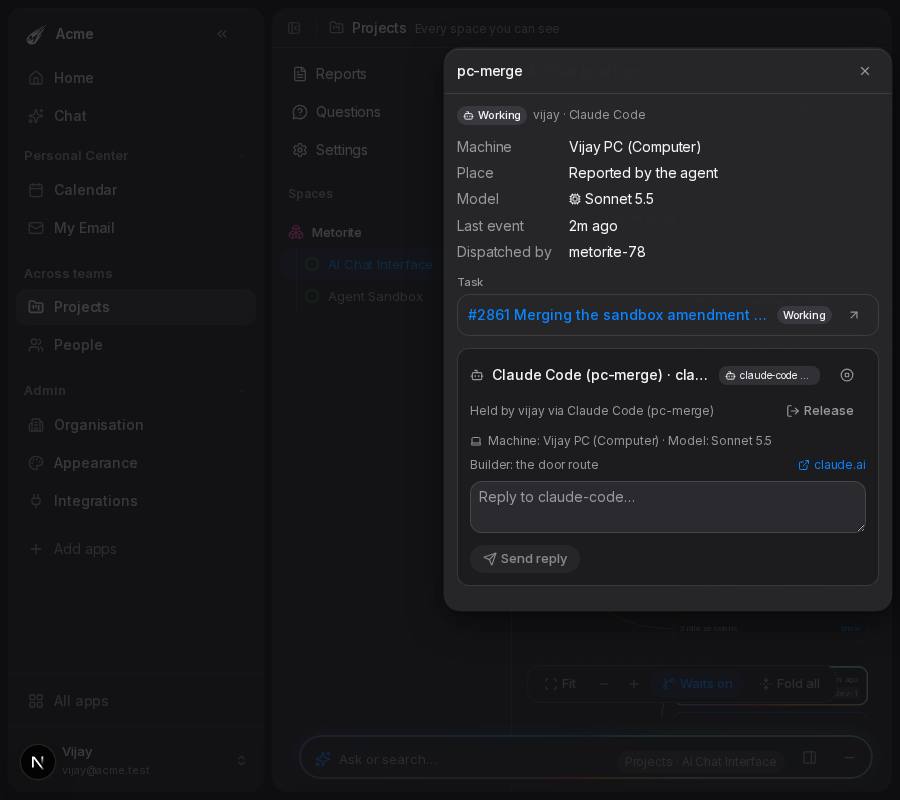 Acme
Home
Chat
Personal Center
Calendar
My Email
Across teams
Projects
People
Admin
Organisation
Appearance
Integrations
Add apps
All apps
N
Vijay
vijay@acme.test
Projects Every space you can see
Reports
Questions
Settings
Spaces
Metorite
AI Chat Interface
Agent Sandbox
pc-merge
Working vijay · Claude Code
Machine Vijay PC (Computer)
Place Reported by the agent
Model Sonnet 5.5
Last event 2m ago
Dispatched by metorite-78
Task
#2861 Merging the sandbox amendment ... Working
Claude Code (pc-merge) · cla... claude-code ...
Held by vijay via Claude Code (pc-merge) Release
Machine: Vijay PC (Computer) · Model: Sonnet 5.5
Builder: the door route claude.ai
Reply to claude-code...
Send reply
Fit Waits on Fold all
Ask or search... Projects · AI Chat Interface